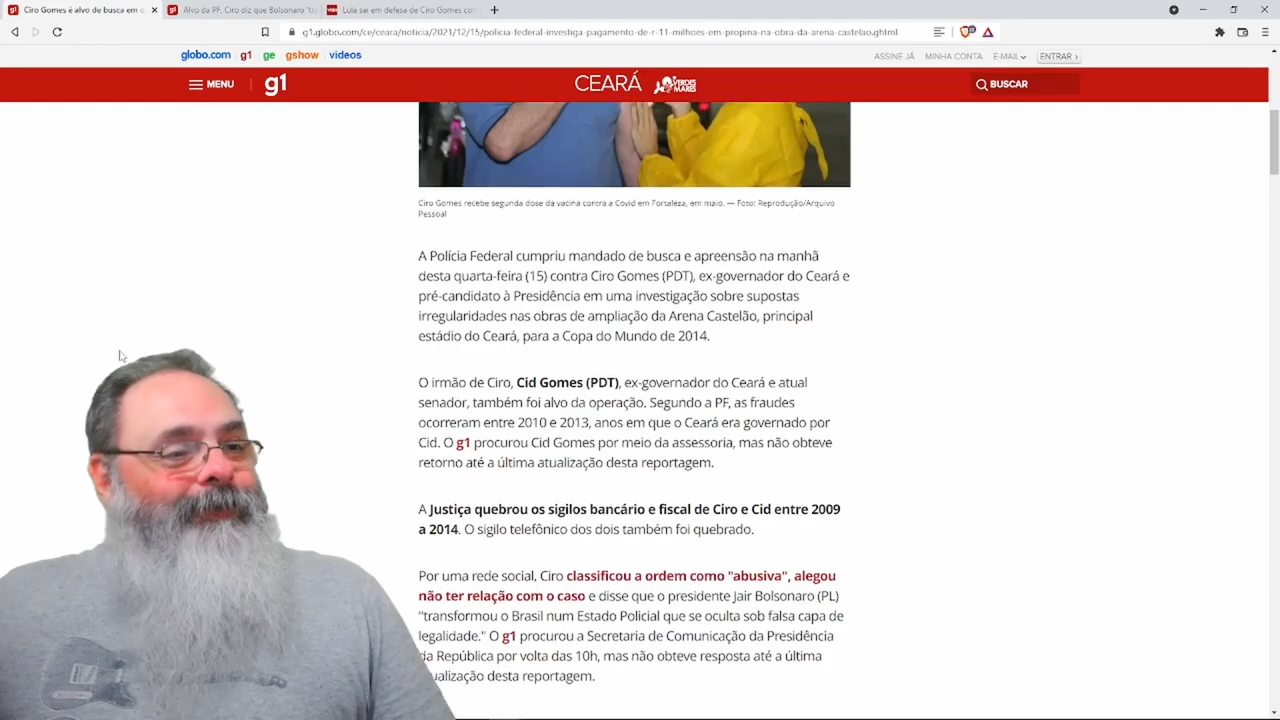 Ciro Gomes é alvo de busca em o
Alvo da PF, Ciro diz que Bolsonaro "tra
Lula sai em defesa de Ciro Gomes con
g1.globo.com/ce/ceara/noticia/2021/12/15/policia-federal-investiga-pagamento-de-r-11-milhoes-em-propina-na-obra-da-arena-castelao.ghtml
globo.com g1 ge gshow videos
ASSINE JÁ MINHA CONTA E-MAIL ENTRAR ›
MENU g1 CEARÁ VERDES MARES BUSCAR
Ciro Gomes recebe segunda dose da vacina contra a Covid em Fortaleza, em maio. — Foto: Reprodução/Arquivo
Pessoal
A Polícia Federal cumpriu mandado de busca e apreensão na manhã
desta quarta-feira (15) contra Ciro Gomes (PDT), ex-governador do Ceará e
pré-candidato à Presidência em uma investigação sobre supostas
irregularidades nas obras de ampliação da Arena Castelão, principal
estádio do Ceará, para a Copa do Mundo de 2014.
O irmão de Ciro, Cid Gomes (PDT), ex-governador do Ceará e atual
senador, também foi alvo da operação. Segundo a PF, as fraudes
ocorreram entre 2010 e 2013, anos em que o Ceará era governado por
Cid. O g1 procurou Cid Gomes por meio da assessoria, mas não obteve
retorno até a última atualização desta reportagem.
A Justiça quebrou os sigilos bancário e fiscal de Ciro e Cid entre 2009
a 2014. O sigilo telefônico dos dois também foi quebrado.
Por uma rede social, Ciro classificou a ordem como "abusiva", alegou
não ter relação com o caso e disse que o presidente Jair Bolsonaro (PL)
"transformou o Brasil num Estado Policial que se oculta sob falsa capa de
legalidade." O g1 procurou a Secretaria de Comunicação da Presidência
da República por volta das 10h, mas não obteve resposta até a última
ualização desta reportagem.